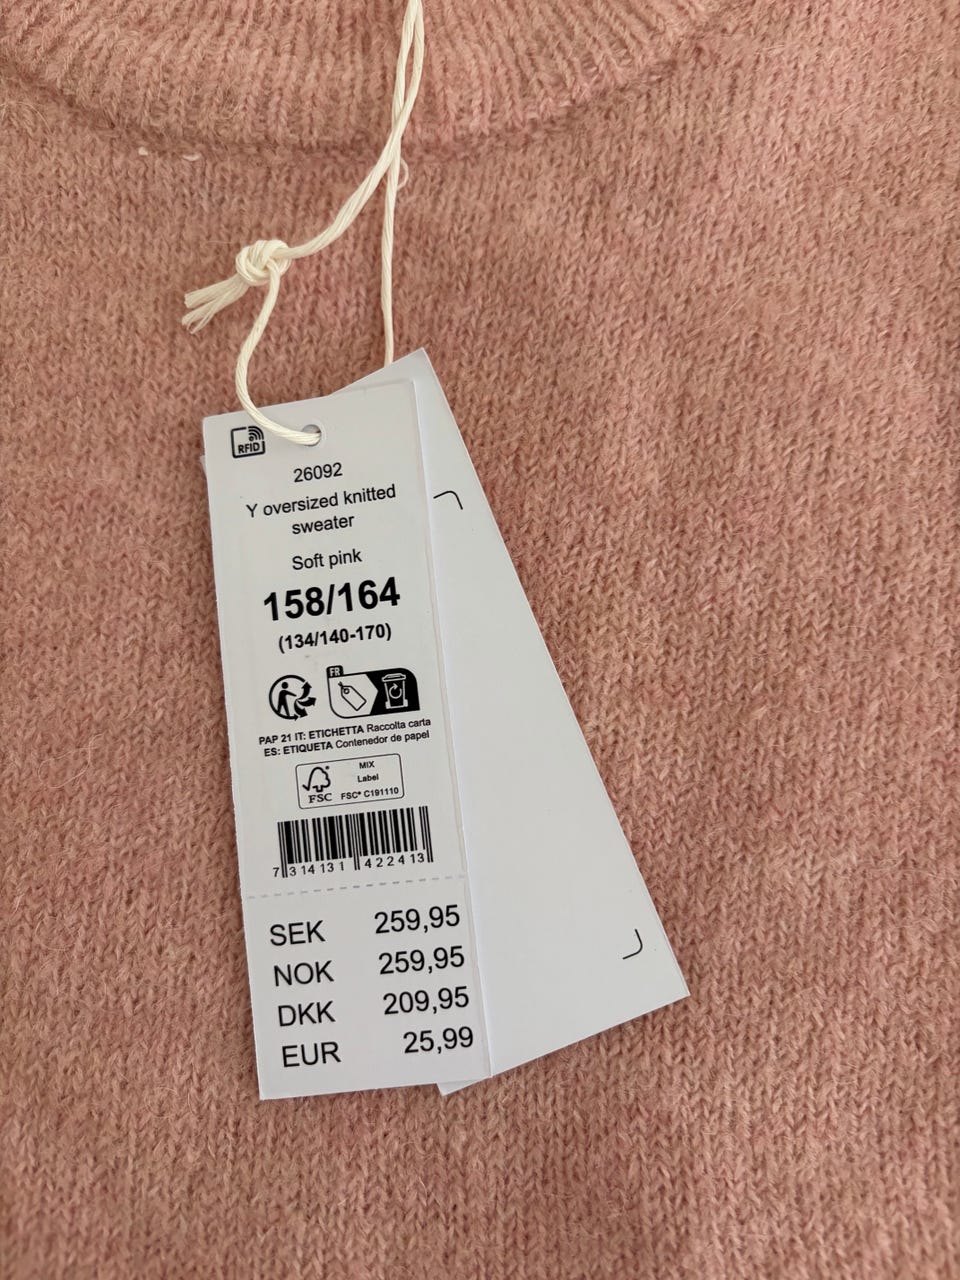 RFID
26092
Y oversized knitted
sweater
Soft pink
158/164
(134/140-170)
FR
PAP 21 IT: ETICHETTA Raccolta carta
ES: ETIQUETA Contenedor de papel
MIX
Label
FSC FSC® C191110
7 314131 422413
SEK 259,95
NOK 259,95
DKK 209,95
EUR 25,99